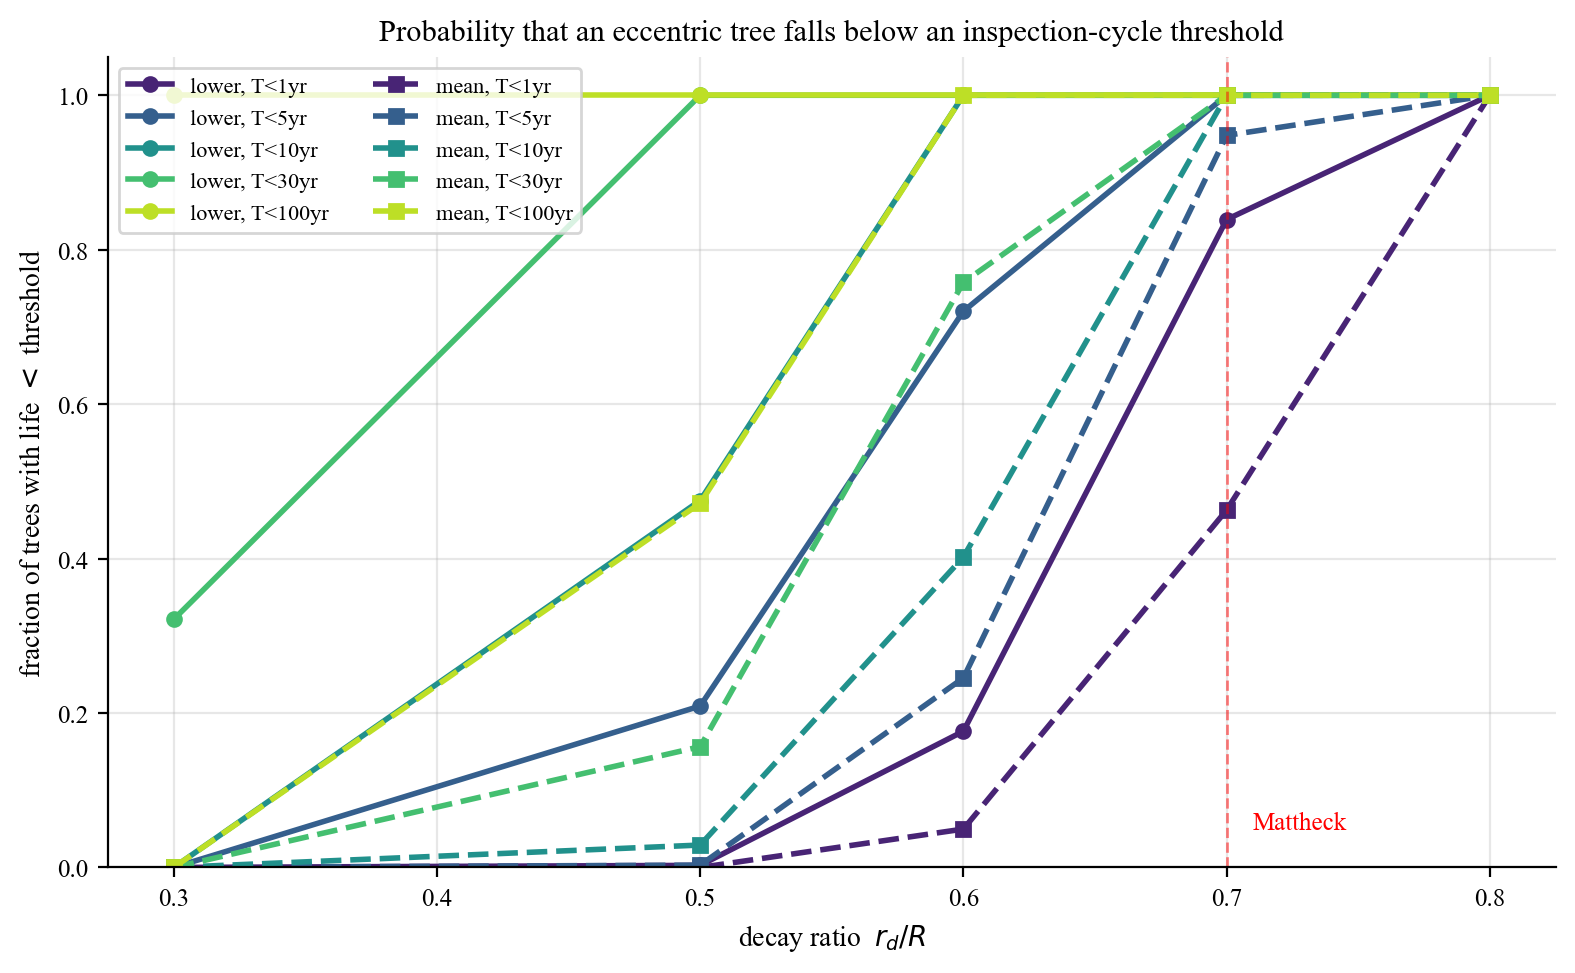 Probability that an eccentric tree falls below an inspection-cycle threshold
lower, T<1yr
lower, T<5yr
lower, T<10yr
lower, T<30yr
lower, T<100yr
mean, T<1yr
mean, T<5yr
mean, T<10yr
mean, T<30yr
mean, T<100yr
fraction of trees with life < threshold
1.0
0.8
0.6
0.4
0.2
0.0
Mattheck
0.3 0.4 0.5 0.6 0.7 0.8
decay ratio r_d/R